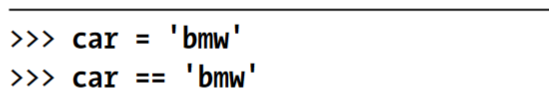 >>> car = 'bmw'
>>> car == 'bmw'